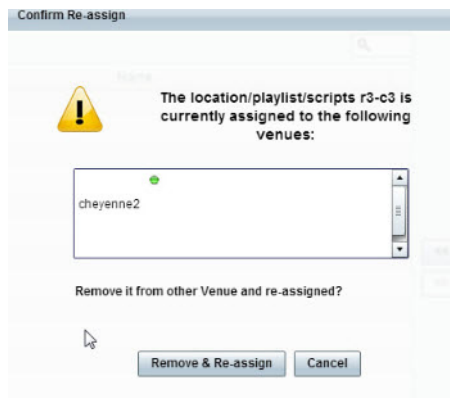 Confirm Re-assign
Name
The location/playlist/scripts r3-c3 is
currently assigned to the following
venues:
cheyenne2
Remove it from other Venue and re-assigned?
Remove & Re-assign
Cancel